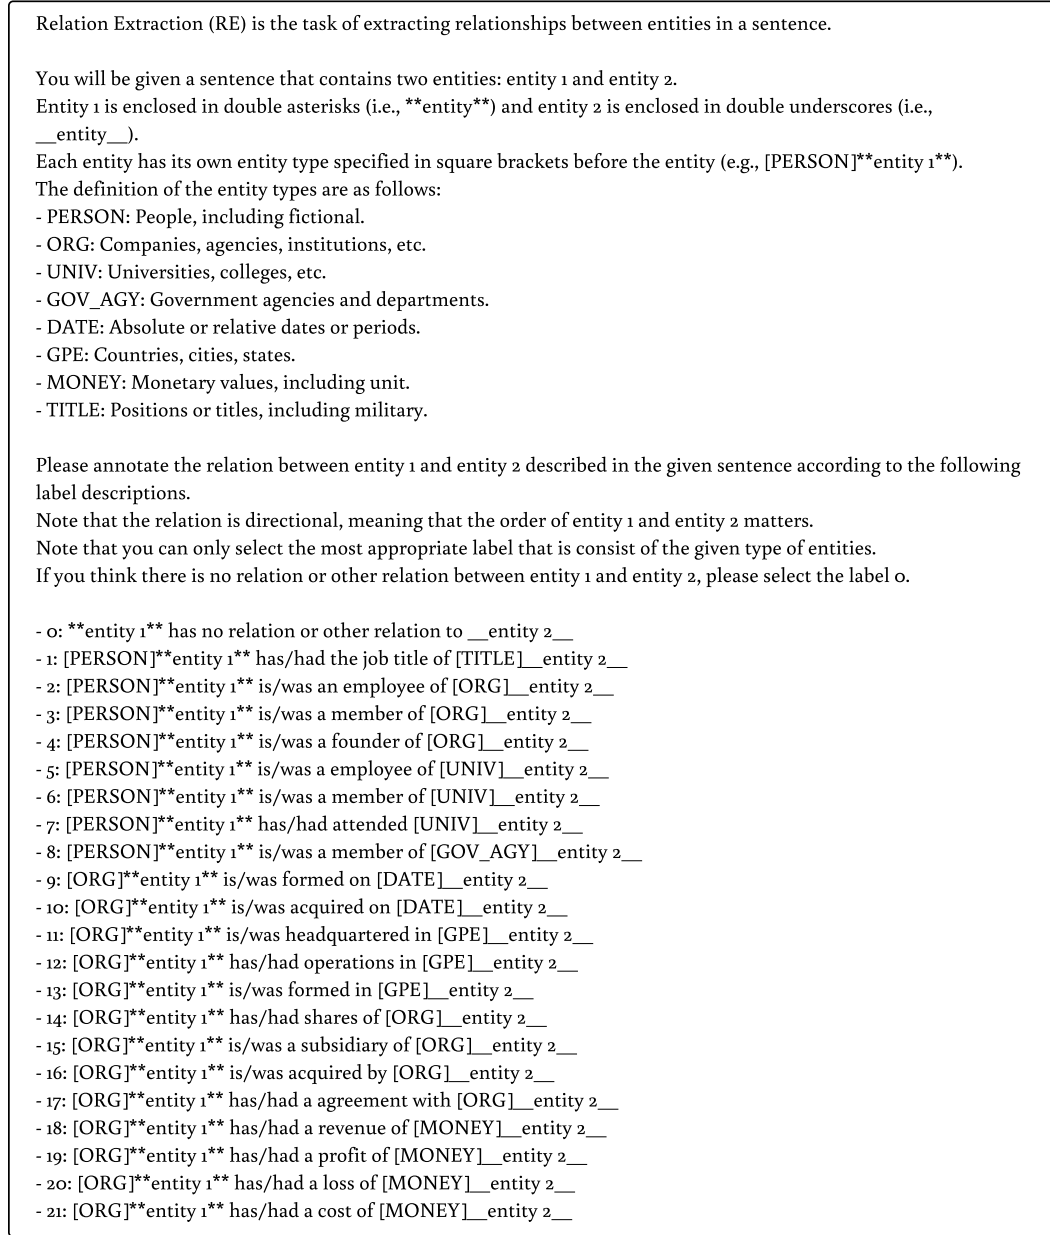 Relation Extraction (RE) is the task of extracting relationships between entities in a sentence.
You will be given a sentence that contains two entities: entity 1 and entity 2.
Entity 1 is enclosed in double asterisks (i.e., **entity**) and entity 2 is enclosed in double underscores (i.e.,
__entity__).
Each entity has its own entity type specified in square brackets before the entity (e.g., [PERSON]**entity 1**).
The definition of the entity types are as follows:
- PERSON: People, including fictional.
- ORG: Companies, agencies, institutions, etc.
- UNIV: Universities, colleges, etc.
- GOV_AGY: Government agencies and departments.
- DATE: Absolute or relative dates or periods.
- GPE: Countries, cities, states.
- MONEY: Monetary values, including unit.
- TITLE: Positions or titles, including military.
Please annotate the relation between entity 1 and entity 2 described in the given sentence according to the following
label descriptions.
Note that the relation is directional, meaning that the order of entity 1 and entity 2 matters.
Note that you can only select the most appropriate label that is consist of the given type of entities.
If you think there is no relation or other relation between entity 1 and entity 2, please select the label 0.
- 0: **entity 1** has no relation or other relation to __entity 2__
- 1: [PERSON]**entity 1** has/had the job title of [TITLE]__entity 2__
- 2: [PERSON]**entity 1** is/was an employee of [ORG]__entity 2__
- 3: [PERSON]**entity 1** is/was a member of [ORG]__entity 2__
- 4: [PERSON]**entity 1** is/was a founder of [ORG]__entity 2__
- 5: [PERSON]**entity 1** is/was a employee of [UNIV]__entity 2__
- 6: [PERSON]**entity 1** is/was a member of [UNIV]__entity 2__
- 7: [PERSON]**entity 1** has/had attended [UNIV]__entity 2__
- 8: [PERSON]**entity 1** is/was a member of [GOV_AGY]__entity 2__
- 9: [ORG]**entity 1** is/was formed on [DATE]__entity 2__
- 10: [ORG]**entity 1** is/was acquired on [DATE]__entity 2__
- 11: [ORG]**entity 1** is/was headquartered in [GPE]__entity 2__
- 12: [ORG]**entity 1** has/had operations in [GPE]__entity 2__
- 13: [ORG]**entity 1** is/was formed in [GPE]__entity 2__
- 14: [ORG]**entity 1** has/had shares of [ORG]__entity 2__
- 15: [ORG]**entity 1** is/was a subsidiary of [ORG]__entity 2__
- 16: [ORG]**entity 1** is/was acquired by [ORG]__entity 2__
- 17: [ORG]**entity 1** has/had a agreement with [ORG]__entity 2__
- 18: [ORG]**entity 1** has/had a revenue of [MONEY]__entity 2__
- 19: [ORG]**entity 1** has/had a profit of [MONEY]__entity 2__
- 20: [ORG]**entity 1** has/had a loss of [MONEY]__entity 2__
- 21: [ORG]**entity 1** has/had a cost of [MONEY]__entity 2__